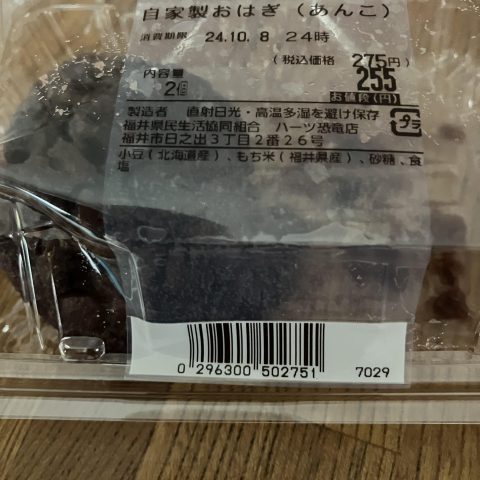 自家製おはぎ（あんこ）
消費期限 24.10.8 24時
（税込価格 275円）
内容量 255
2個 お値段（円）
製造者 直射日光・高温多湿を避け保存
福井県民生活協同組合 ハーツ恐竜店 プラ
福井市日之出3丁目2番26号
小豆（北海道産）、もち米（福井県産）、砂糖、食
塩
0 296300 502751 7029